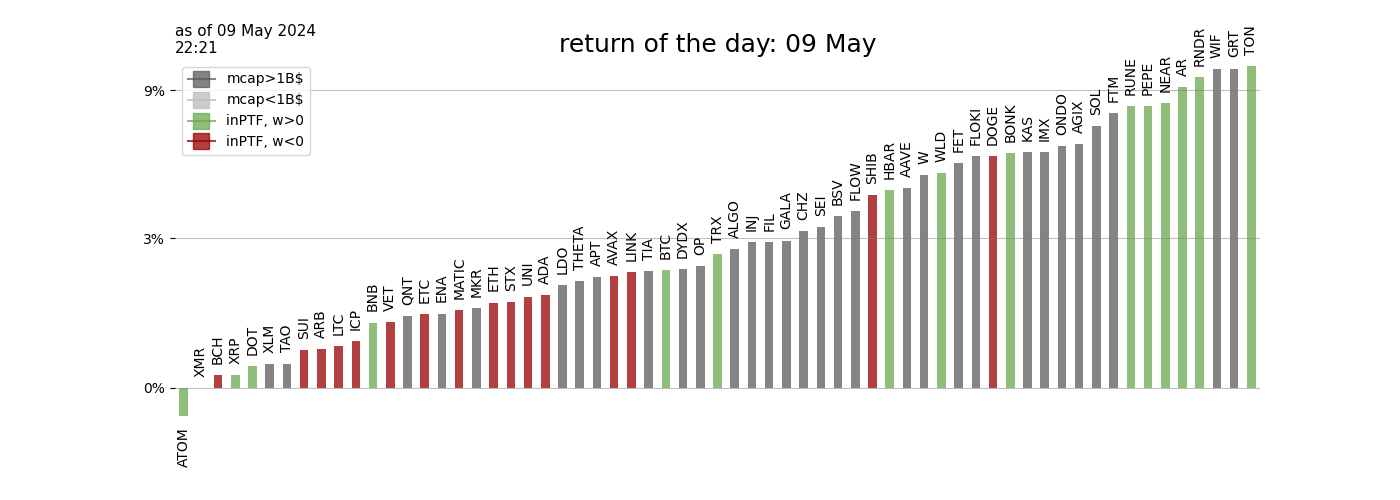 as of 09 May 2024
22:21
return of the day: 09 May
mcap>1B$
mcap<1B$
inPTF, w>0
inPTF, w<0
9%
3%
0%
ATOM
XMR
BCH
XRP
DOT
XLM
TAO
SUI
ARB
LTC
ICP
BNB
VET
QNT
ETC
ENA
MATIC
MKR
ETH
STX
UNI
ADA
LDO
THETA
APT
AVAX
LINK
TIA
BTC
DYDX
OP
TRX
ALGO
INJ
FIL
GALA
CHZ
SEI
BSV
FLOW
SHIB
HBAR
AAVE
W
WLD
FET
FLOKI
DOGE
BONK
KAS
IMX
ONDO
AGIX
SOL
FTM
RUNE
PEPE
NEAR
AR
RNDR
WIF
GRT
TON